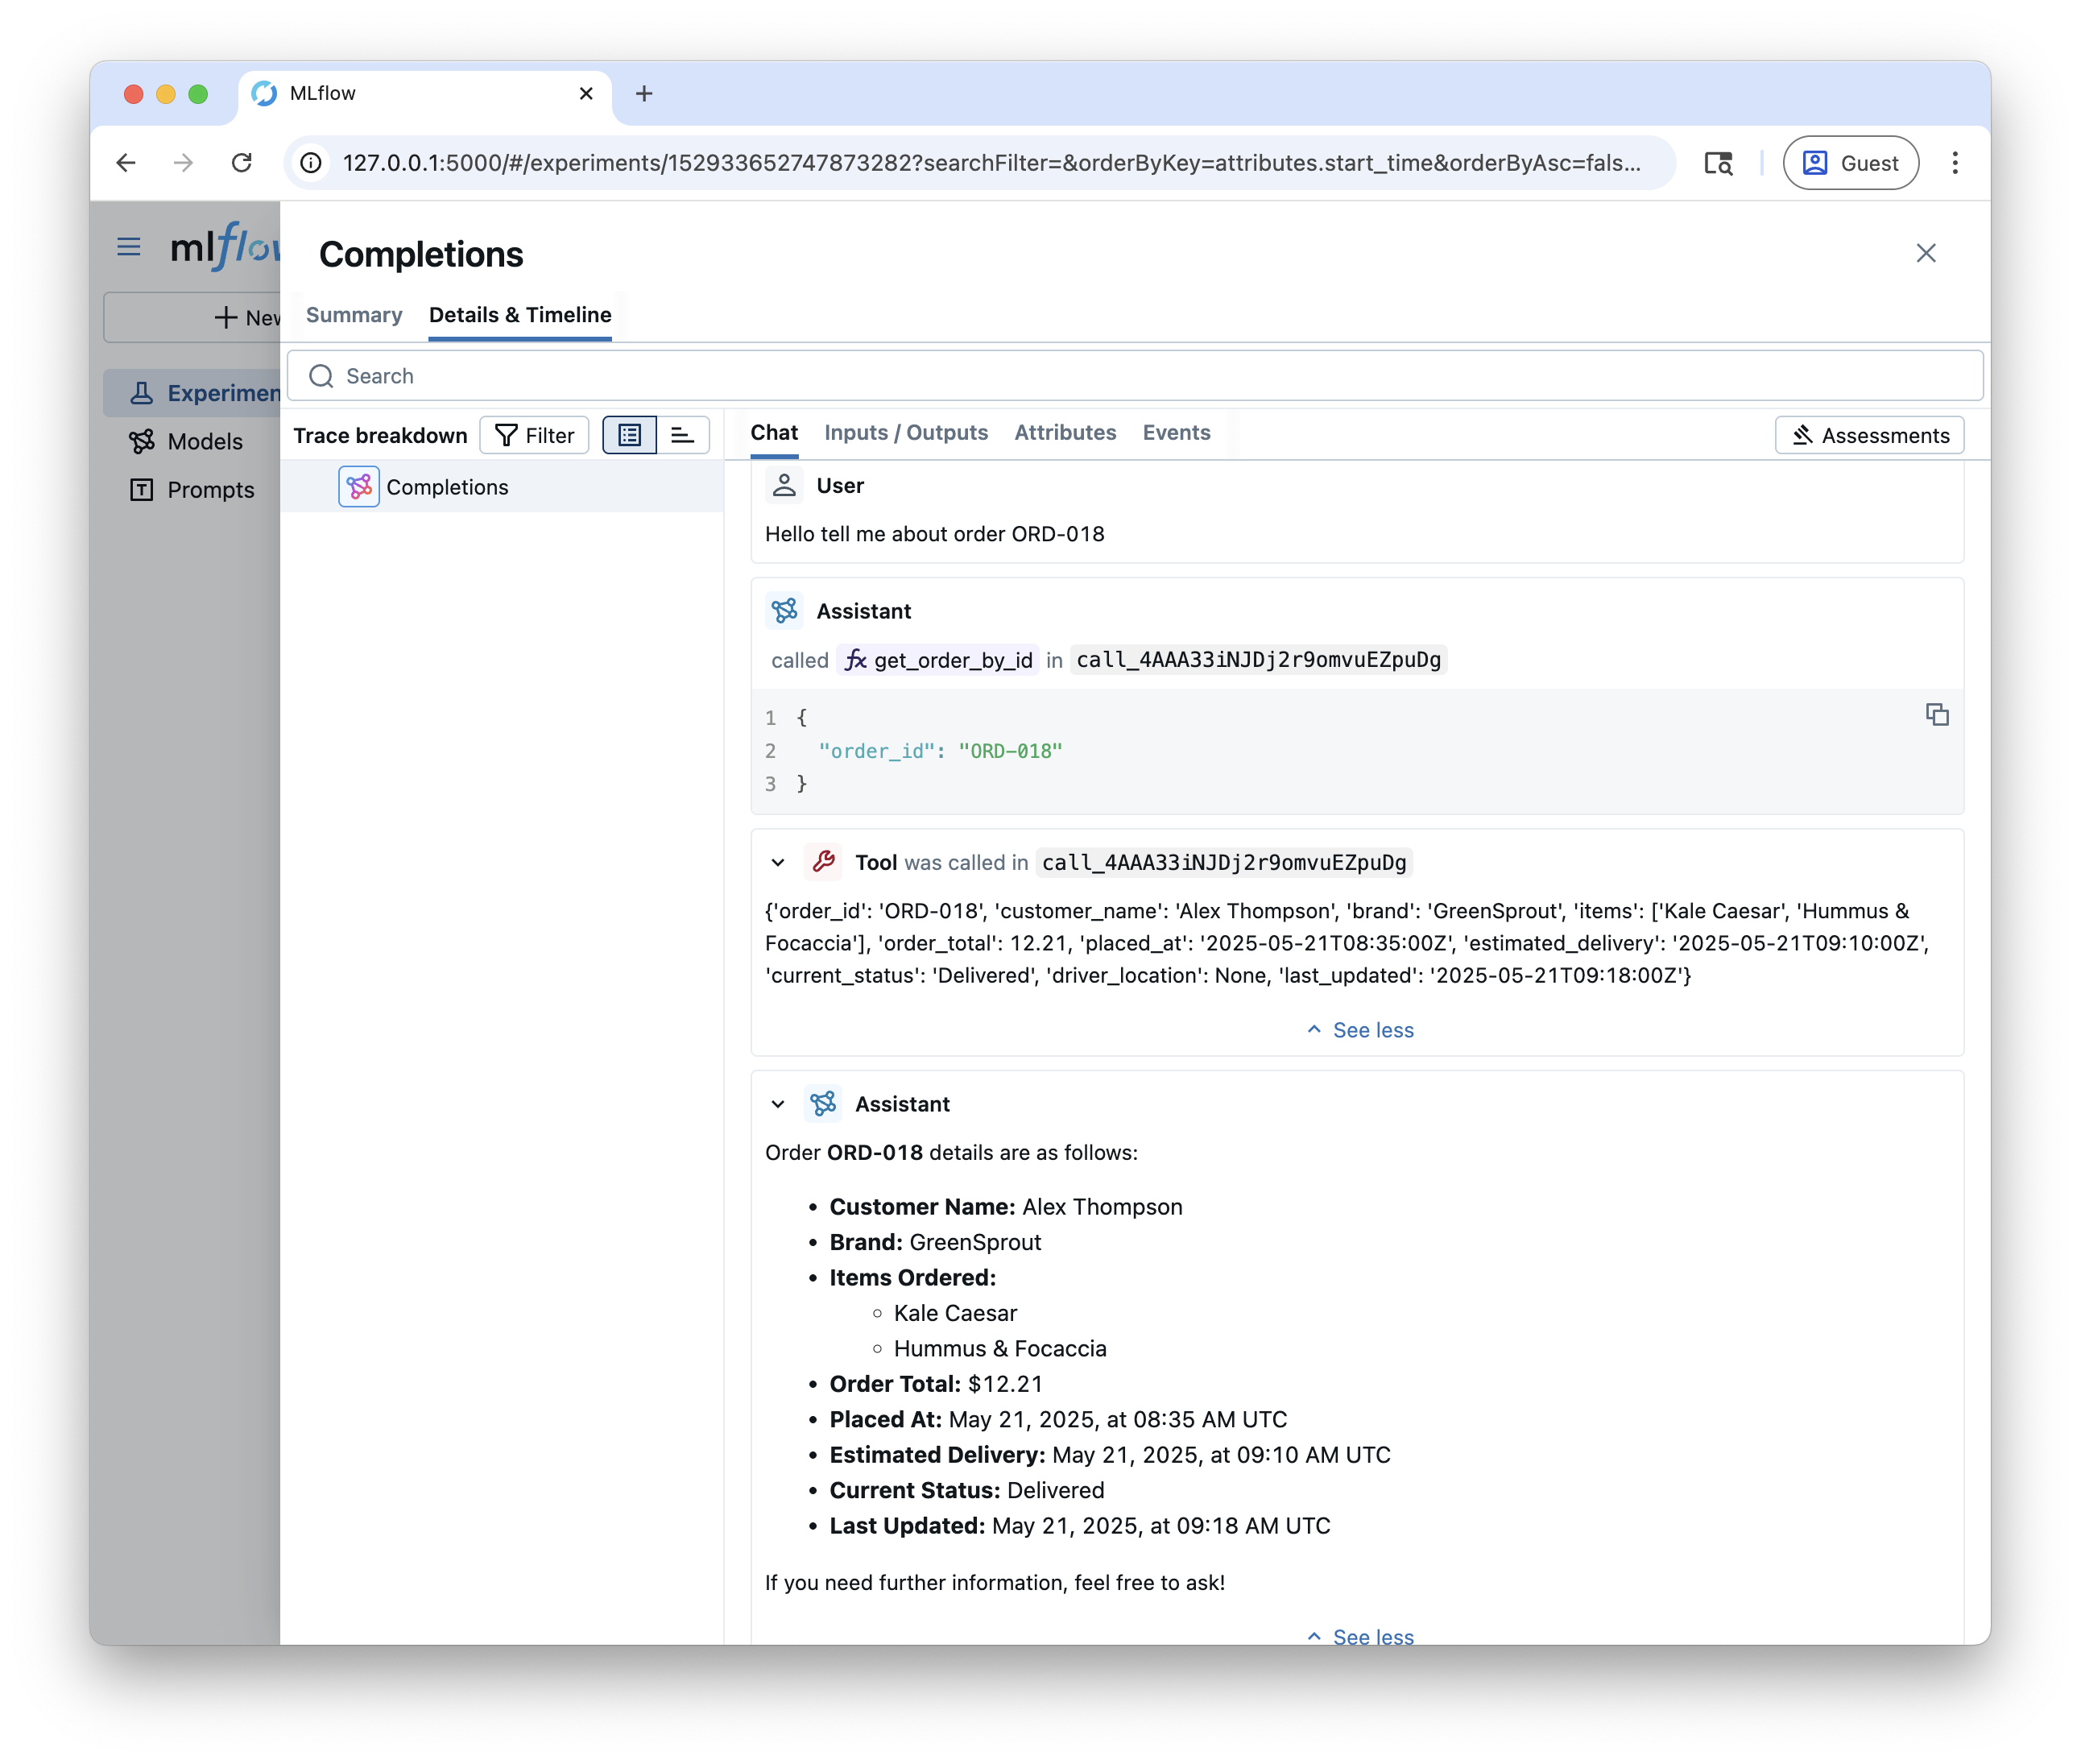 MLflow
127.0.0.1:5000/#/experiments/152933652747873282?searchFilter=&orderByKey=attributes.start_time&orderByAsc=fals...
Guest
mlflow
Completions
New
Summary
Details & Timeline
Search
Experimen
Models
Prompts
Trace breakdown
Filter
Completions
Chat
Inputs / Outputs
Attributes
Events
Assessments
User
Hello tell me about order ORD-018
Assistant
called fx get_order_by_id in call_4AAA33iNJDj2r9omvuEZpuDg
1 {
2 "order_id": "ORD-018"
3 }
Tool was called in call_4AAA33iNJDj2r9omvuEZpuDg
{'order_id': 'ORD-018', 'customer_name': 'Alex Thompson', 'brand': 'GreenSprout', 'items': ['Kale Caesar', 'Hummus &
Focaccia'], 'order_total': 12.21, 'placed_at': '2025-05-21T08:35:00Z', 'estimated_delivery': '2025-05-21T09:10:00Z',
'current_status': 'Delivered', 'driver_location': None, 'last_updated': '2025-05-21T09:18:00Z'}
See less
Assistant
Order ORD-018 details are as follows:
• Customer Name: Alex Thompson
• Brand: GreenSprout
• Items Ordered:
◦ Kale Caesar
◦ Hummus & Focaccia
• Order Total: $12.21
• Placed At: May 21, 2025, at 08:35 AM UTC
• Estimated Delivery: May 21, 2025, at 09:10 AM UTC
• Current Status: Delivered
• Last Updated: May 21, 2025, at 09:18 AM UTC
If you need further information, feel free to ask!
See less